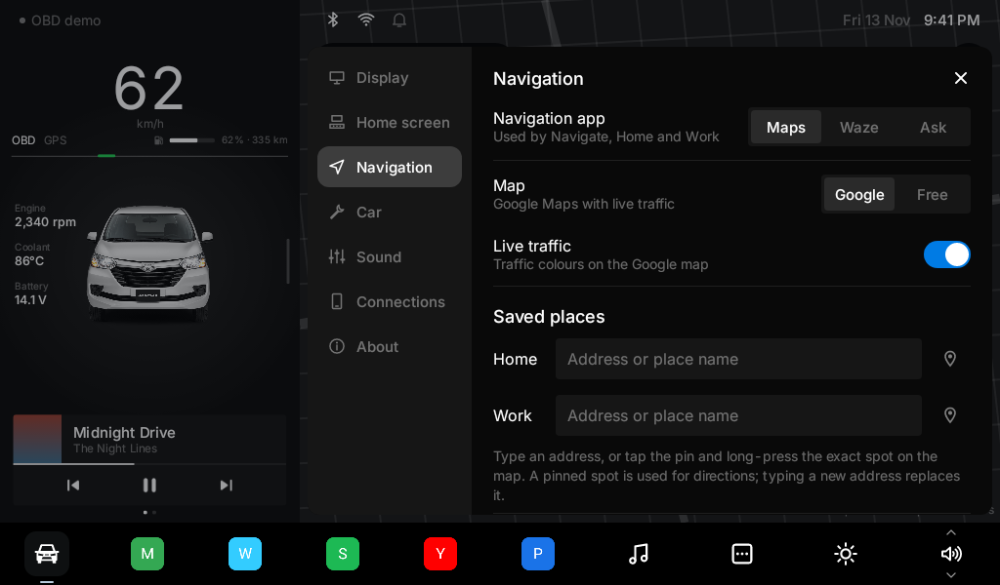 OBD demo
Fri 13 Nov 9:41 PM
62
km/h
OBD GPS
62% · 335 km
Engine
2,340 rpm
Coolant
86°C
Battery
14.1 V
Midnight Drive
The Night Lines
Display
Home screen
Navigation
Car
Sound
Connections
About
Navigation
Navigation app
Used by Navigate, Home and Work
Maps Waze Ask
Map
Google Maps with live traffic
Google Free
Live traffic
Traffic colours on the Google map
Saved places
Home Address or place name
Work Address or place name
Type an address, or tap the pin and long-press the exact spot on the
map. A pinned spot is used for directions; typing a new address replaces
it.
M W S Y P